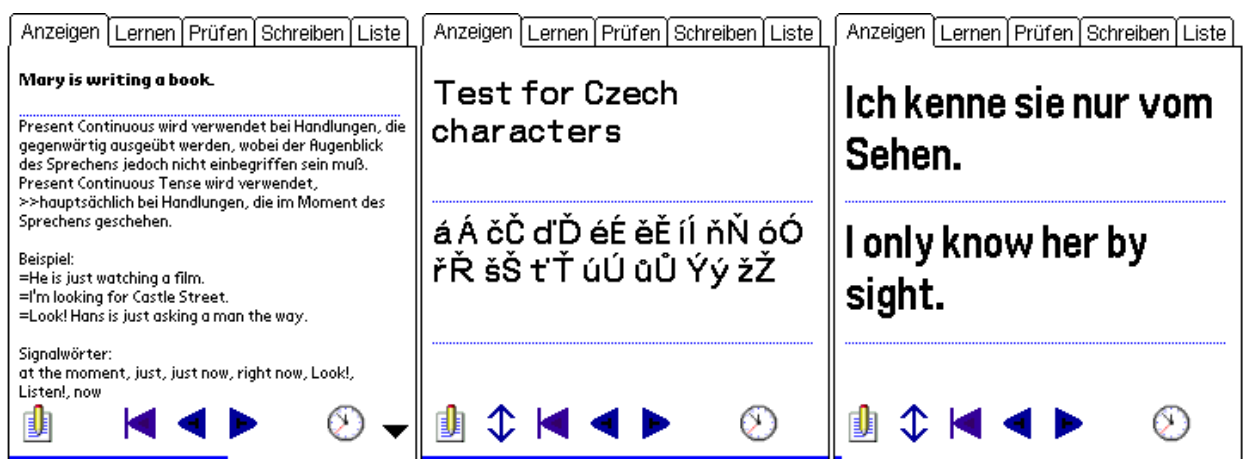 Anzeigen Lernen Prüfen Schreiben Liste
Mary is writing a book.
Present Continuous wird verwendet bei Handlungen, die
gegenwärtig ausgeübt werden, wobei der Augenblick
des Sprechens jedoch nicht einbegriffen sein muß.
Present Continuous Tense wird verwendet,
>>hauptsächlich bei Handlungen, die im Moment des
Sprechens geschehen.
Beispiel:
=He is just watching a film.
=I'm looking for Castle Street.
=Look! Hans is just asking a man the way.
Signalwörter:
at the moment, just, just now, right now, Look!,
Listen!, now
Anzeigen Lernen Prüfen Schreiben Liste
Test for Czech
characters
áÁ čČ ďĎ éÉ ěĚ íÍ ňŇ óÓ
řŘ šŠ ťŤ úÚ ůŮ Ýý žŽ
Anzeigen Lernen Prüfen Schreiben Liste
Ich kenne sie nur vom
Sehen.
I only know her by
sight.